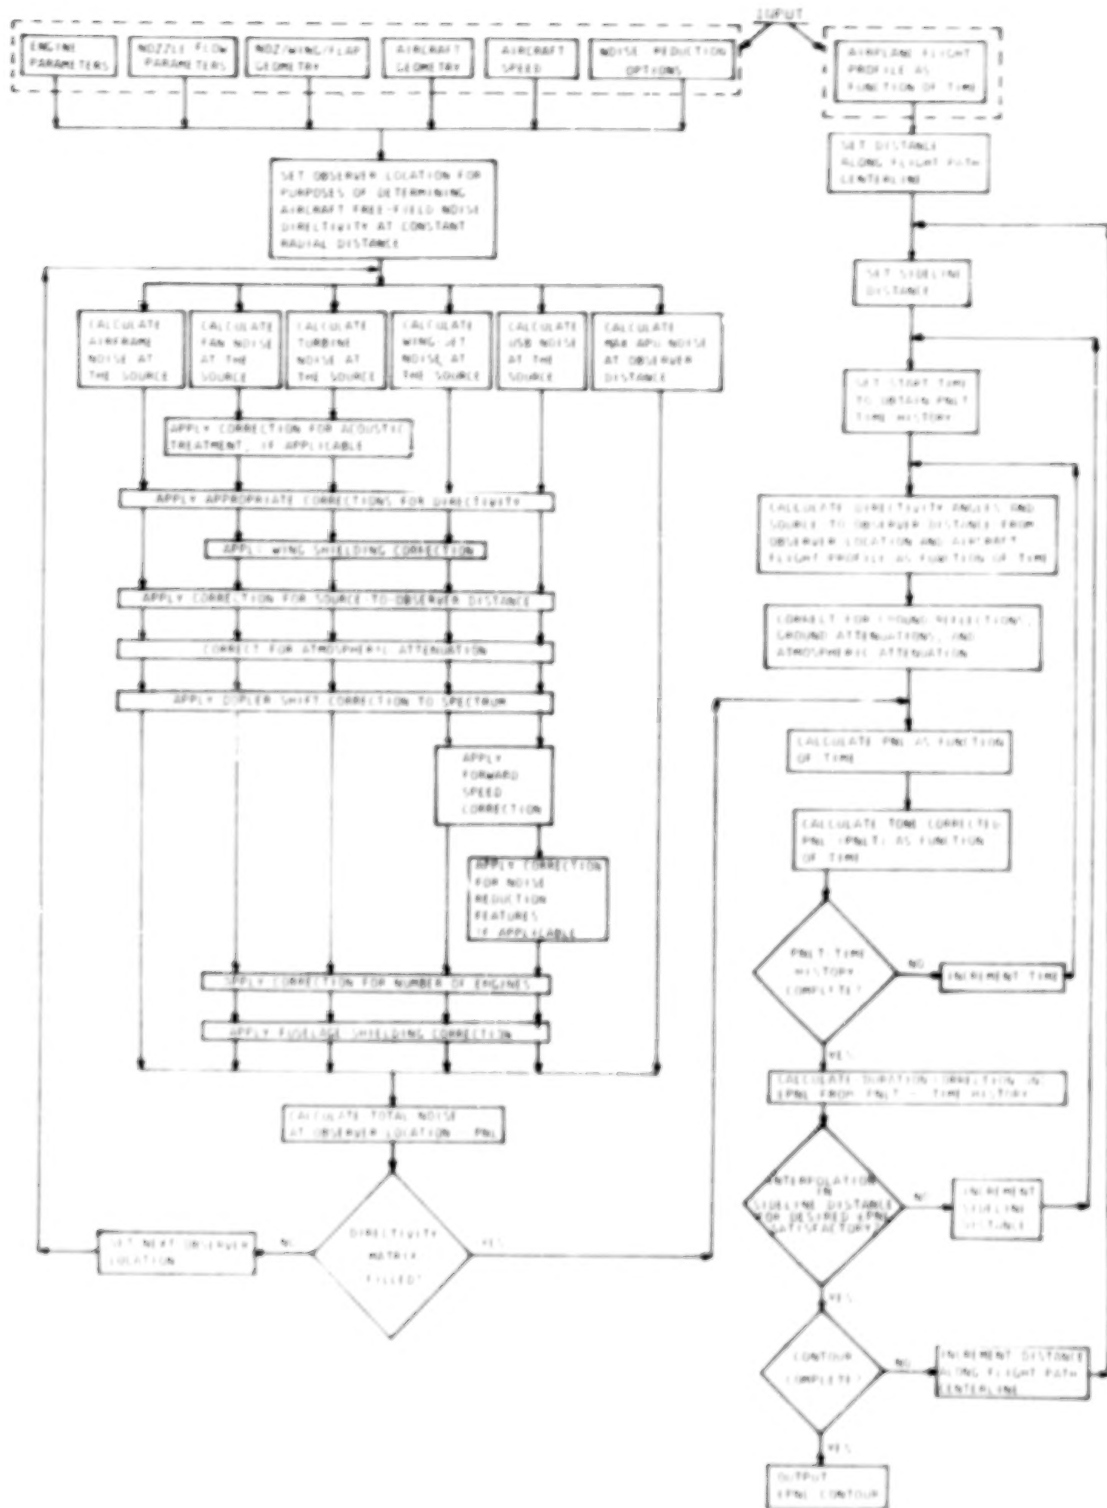 INPUT
ENGINE
PARAMETERS
NOZZLE FLOW
PARAMETERS
NOZ/WING/FLAP
GEOMETRY
AIRCRAFT
GEOMETRY
AIRCRAFT
SPEED
NOISE REDUCTION
OPTIONS
AIRPLANE FLIGHT
PROFILE AS
FUNCTION OF TIME
SET OBSERVER LOCATION FOR
PURPOSES OF DETERMINING
AIRCRAFT FREE-FIELD NOISE
DIRECTIVITY AT CONSTANT
RADIAL DISTANCE
CALCULATE
AIRFRAME
NOISE AT
THE SOURCE
CALCULATE
FAN NOISE
AT THE
SOURCE
CALCULATE
TURBINE
NOISE AT
THE SOURCE
CALCULATE
WING-JET
NOISE AT
THE SOURCE
CALCULATE
USB NOISE
AT THE
SOURCE
CALCULATE
MAX APU NOISE
AT OBSERVER
DISTANCE
APPLY CORRECTION FOR ACOUSTIC
TREATMENT, IF APPLICABLE
APPLY APPROPRIATE CORRECTIONS FOR DIRECTIVITY
APPLY WING SHIELDING CORRECTION
APPLY CORRECTION FOR SOURCE-TO-OBSERVER DISTANCE
CORRECT FOR ATMOSPHERIC ATTENUATION
APPLY DOPLER SHIFT CORRECTION TO SPECTRUM
APPLY
FORWARD
SPEED
CORRECTION
APPLY CORRECTION
FOR NOISE
REDUCTION
FEATURES
IF APPLICABLE
APPLY CORRECTION FOR NUMBER OF ENGINES
APPLY FUSELAGE SHIELDING CORRECTION
CALCULATE TOTAL NOISE
AT OBSERVER LOCATION - PNL
DIRECTIVITY
MATRIX
FILLED?
NO
YES
SET NEXT OBSERVER
LOCATION
SET DISTANCE
ALONG FLIGHT PATH
CENTERLINE
SET SIDELINE
DISTANCE
SET START TIME
TO OBTAIN PNLT
TIME HISTORY
CALCULATE DIRECTIVITY ANGLES AND
SOURCE TO OBSERVER DISTANCE FROM
OBSERVER LOCATION AND AIRCRAFT
FLIGHT PROFILE AS FUNCTION OF TIME
CORRECT FOR GROUND REFLECTIONS,
GROUND ATTENUATIONS, AND
ATMOSPHERIC ATTENUATION
CALCULATE PNL AS FUNCTION
OF TIME
CALCULATE TONE CORRECTED
PNL (PNLT) AS FUNCTION
OF TIME
PNLT TIME
HISTORY
COMPLETE?
NO
INCREMENT TIME
YES
CALCULATE DURATION CORRECTION
EPNL FROM PNLT - TIME HISTORY
INTERPOLATION
IN
SIDELINE DISTANCE
FOR DESIRED EPNL
SATISFACTORY?
NO
INCREMENT
SIDELINE
DISTANCE
YES
CONTOUR
COMPLETE?
NO
INCREMENT DISTANCE
ALONG FLIGHT PATH
CENTERLINE
YES
OUTPUT
EPNL CONTOUR